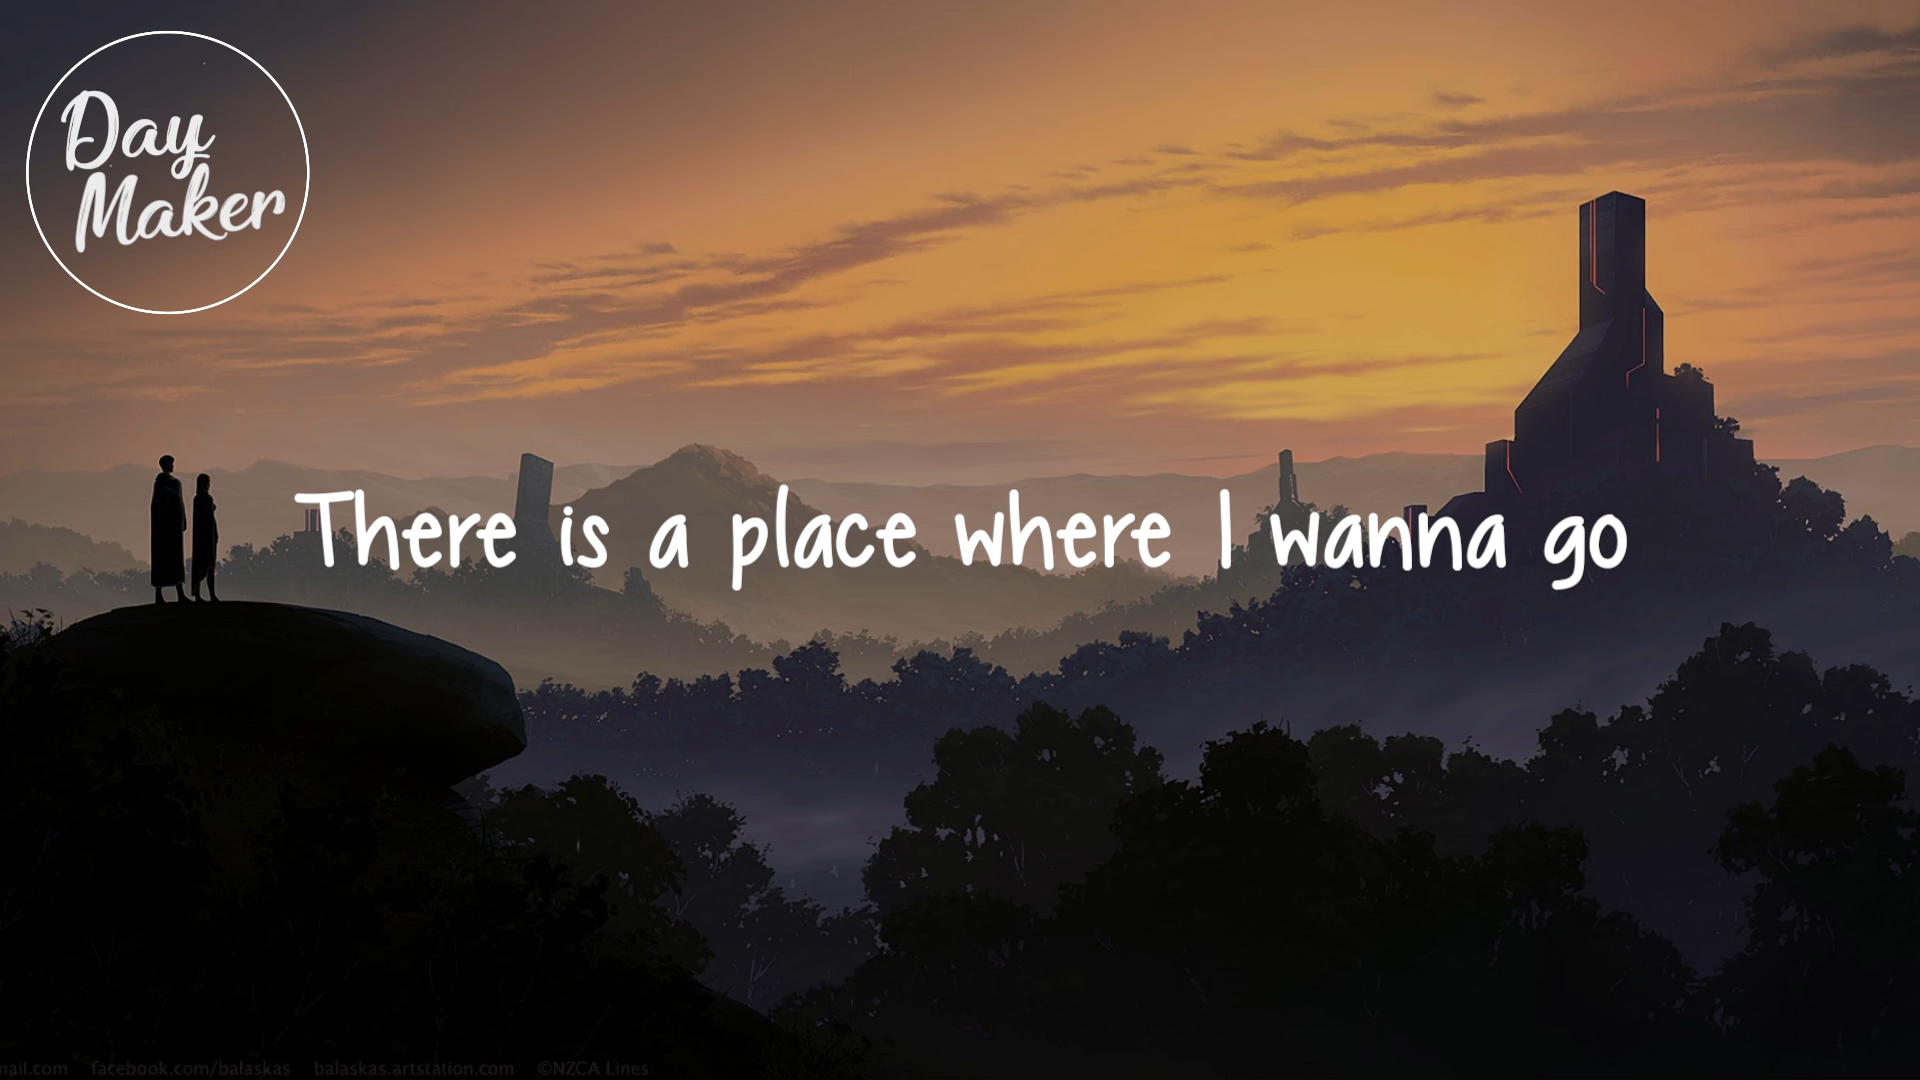 Day
Maker
There is a place where I wanna go
mail.com facebook.com/balaskas balaskas.artstation.com ©NZCA Lines